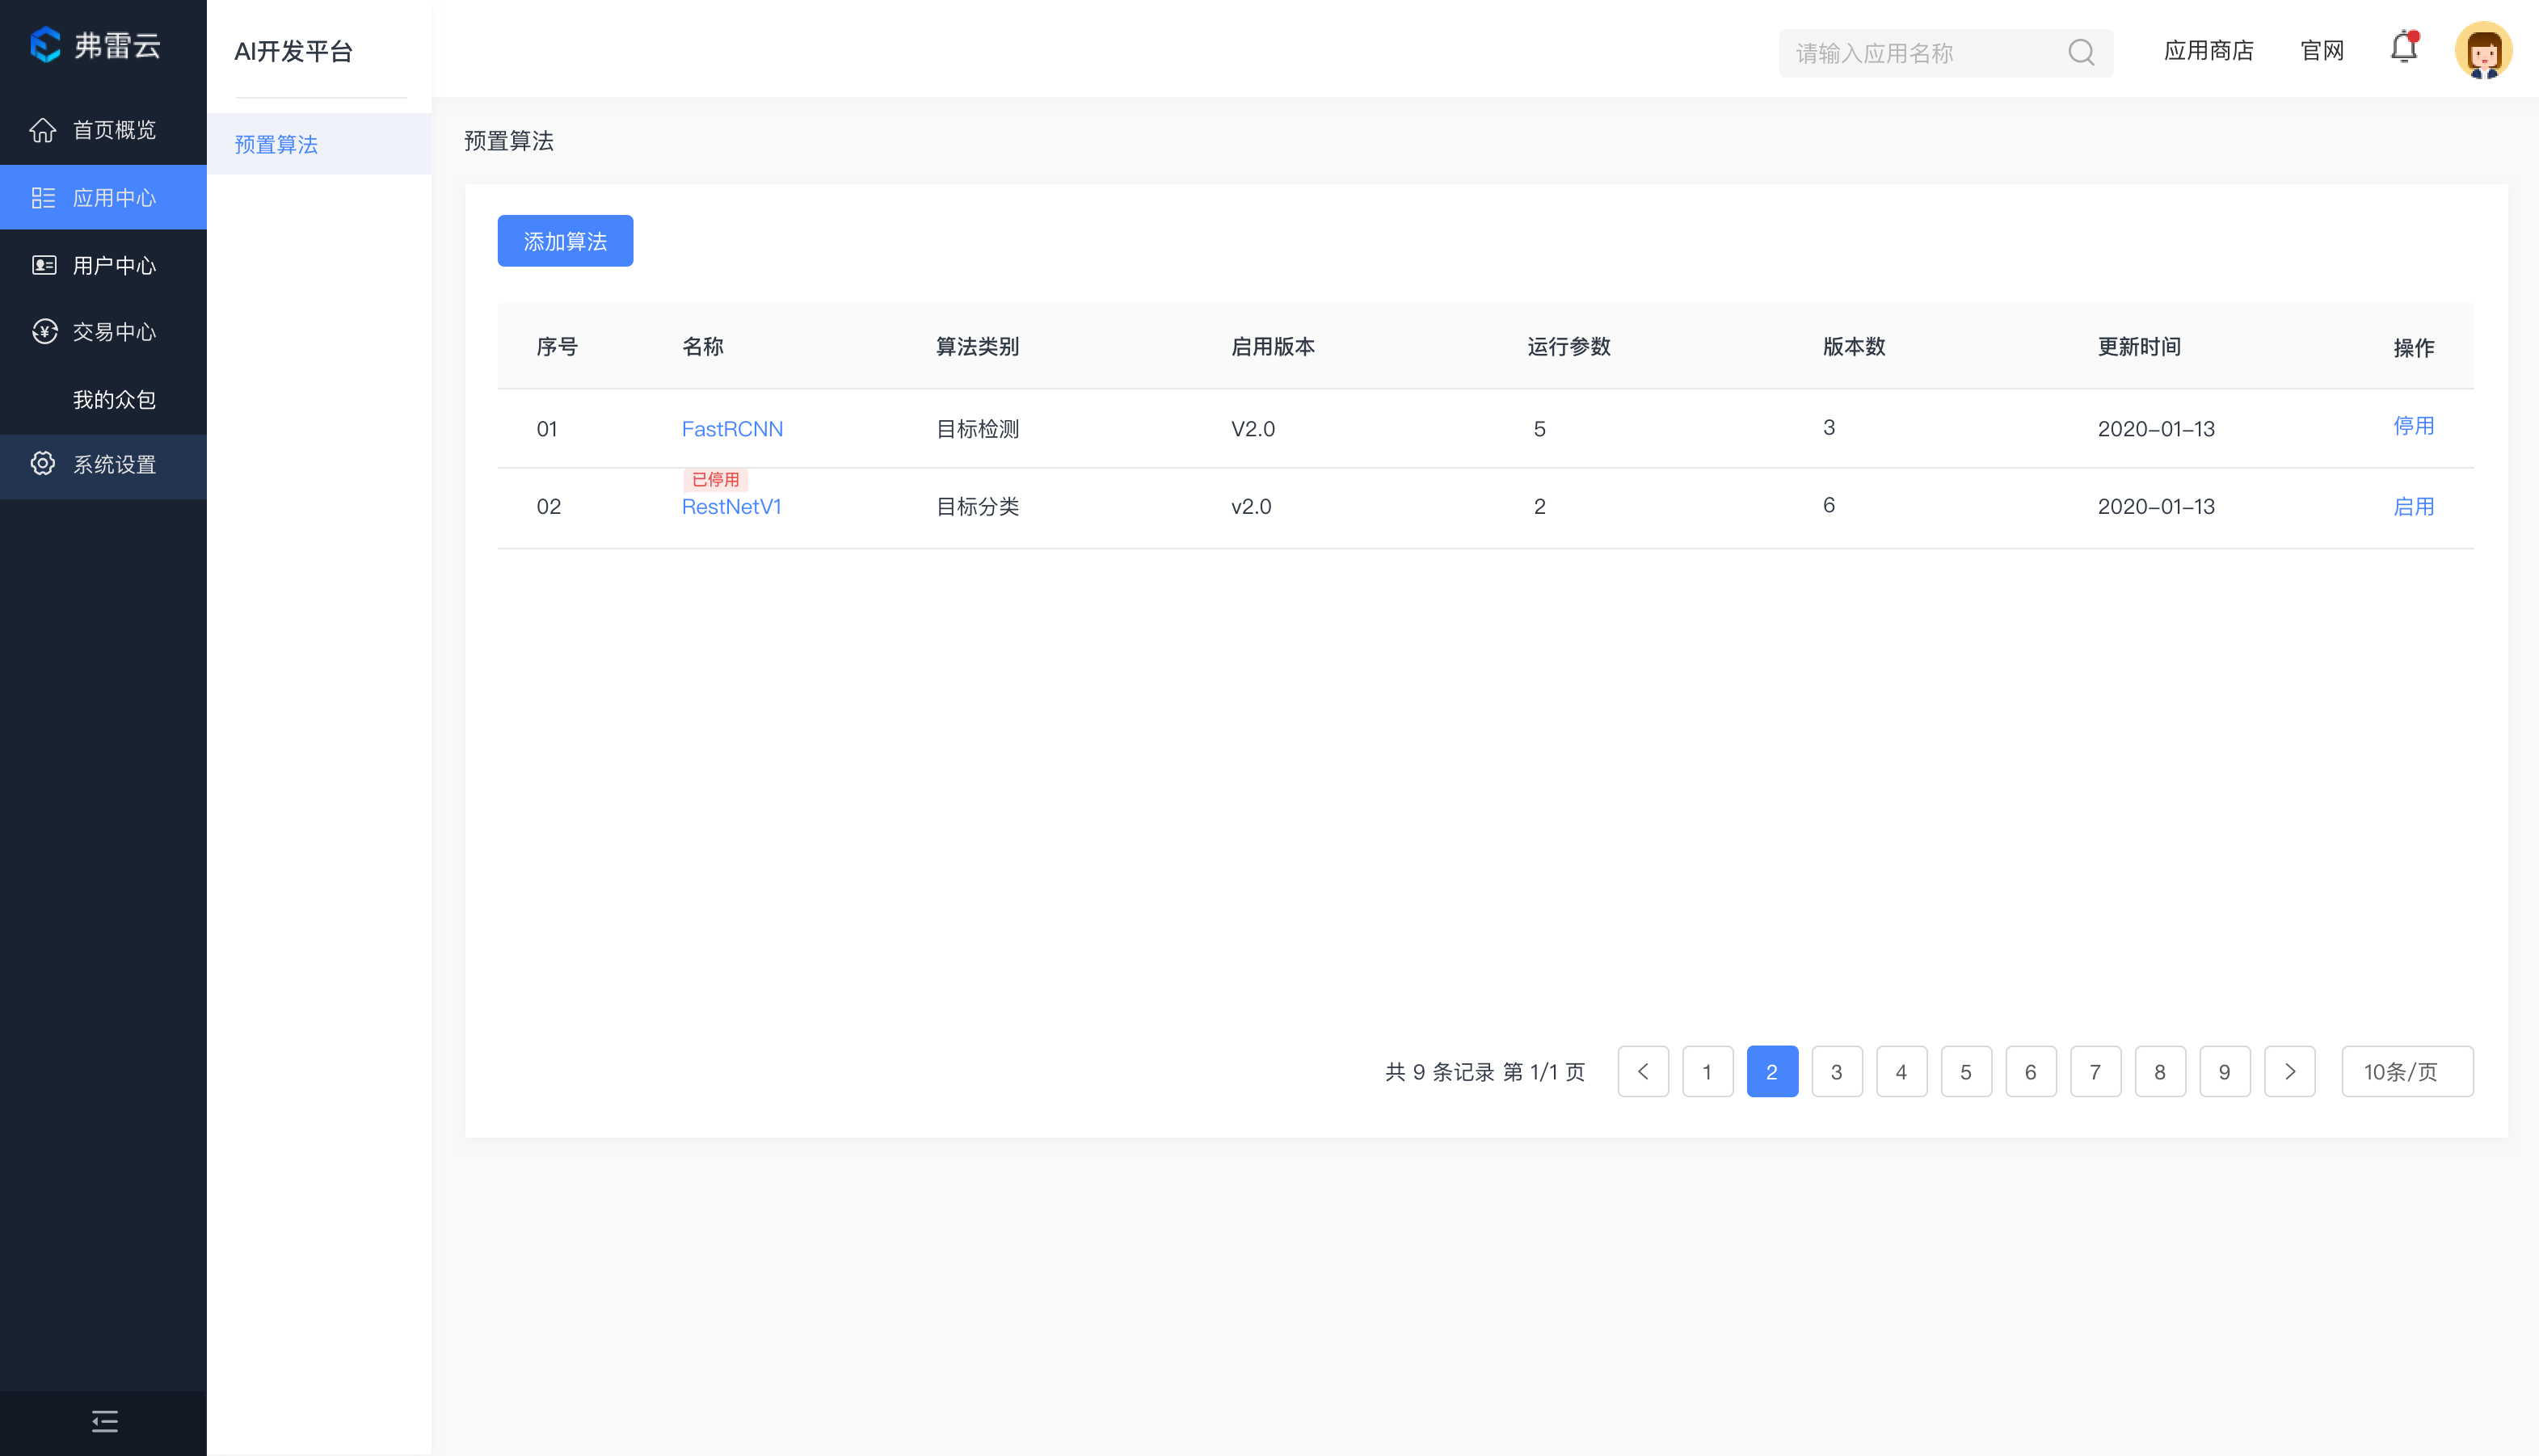 弗雷云
首页概览
应用中心
用户中心
交易中心
我的众包
系统设置
AI开发平台
预置算法
请输入应用名称
应用商店
官网
预置算法
添加算法
序号 名称 算法类别 启用版本 运行参数 版本数 更新时间 操作
01 FastRCNN 目标检测 V2.0 5 3 2020-01-13 停用
已停用
02 RestNetV1 目标分类 v2.0 2 6 2020-01-13 启用
共 9 条记录 第 1/1 页 1 2 3 4 5 6 7 8 9 10条/页